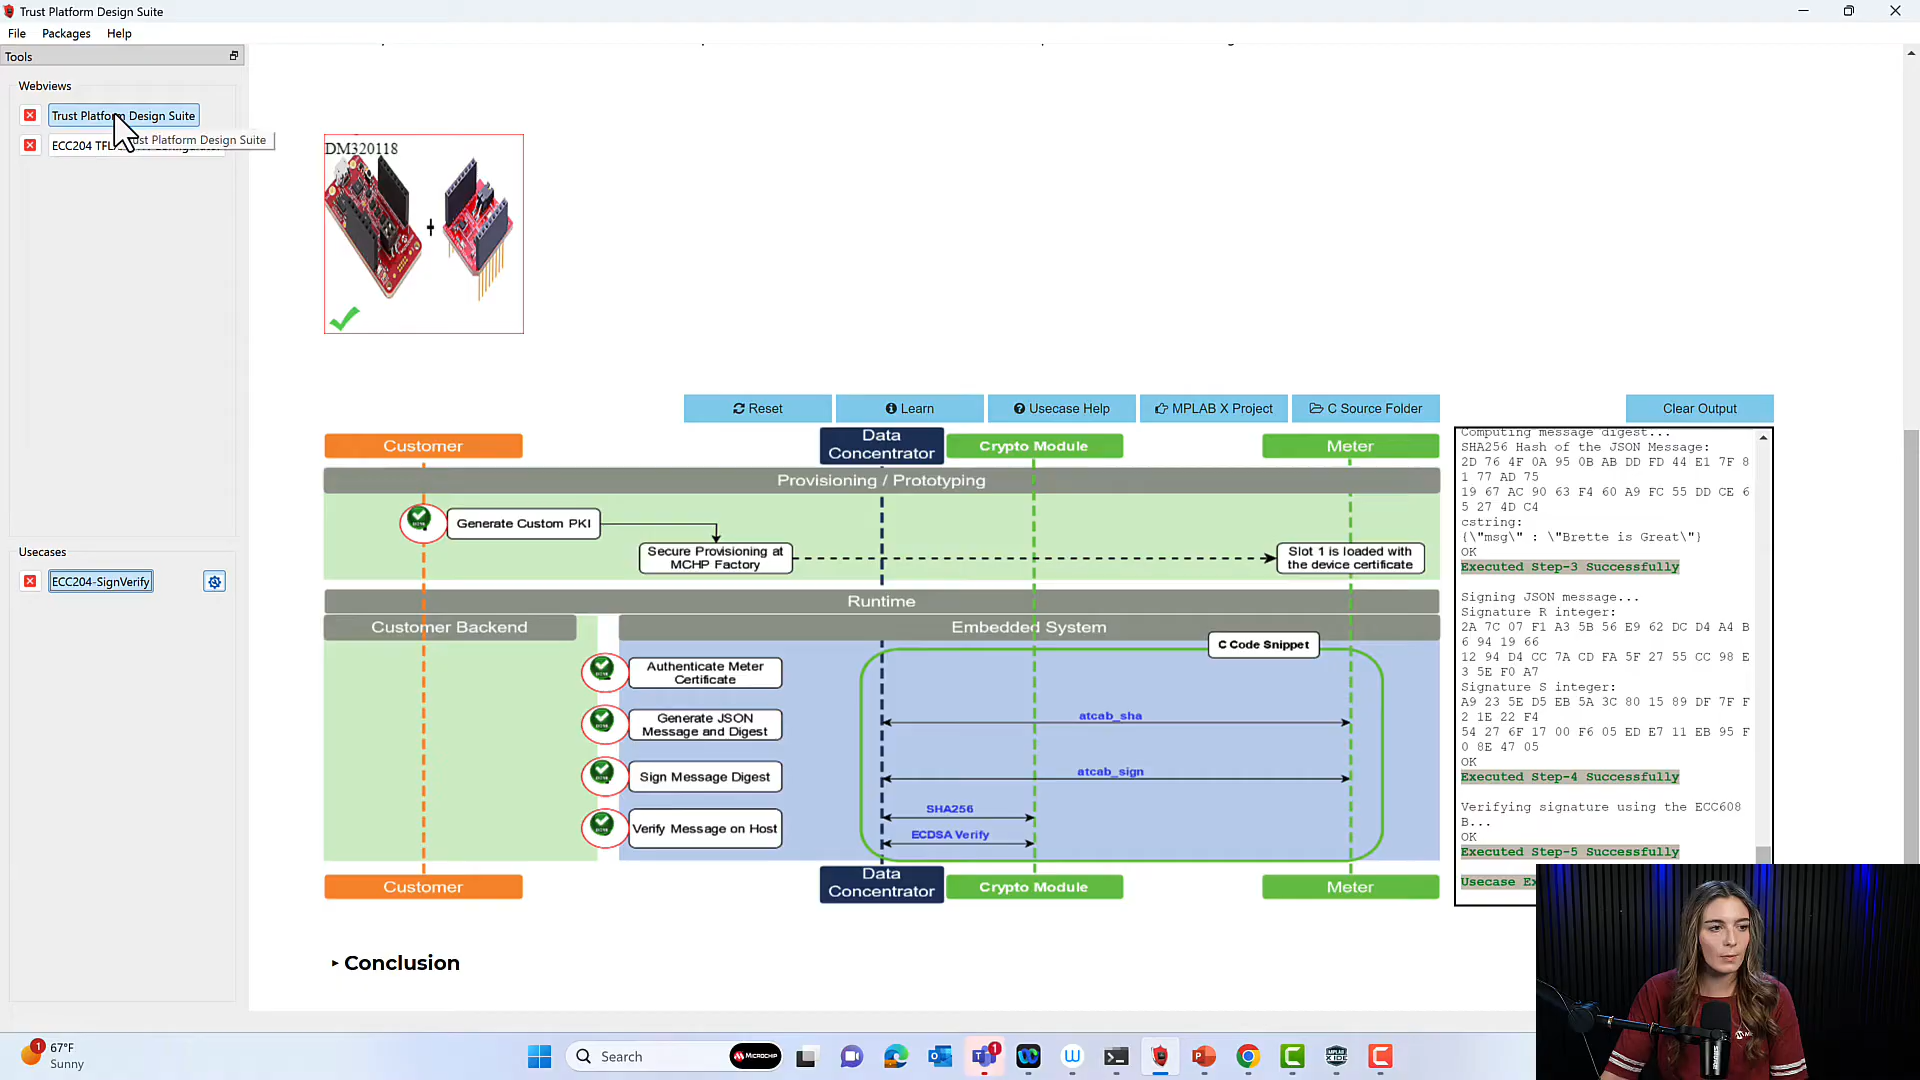 Trust Platform Design Suite
File Packages Help
Tools
Webviews
Trust Platform Design Suite
ust Platform Design Suite
ECC204 TFL
DM320118
Reset
Learn
Usecase Help
MPLAB X Project
C Source Folder
Clear Output
Customer
Data
Concentrator
Crypto Module
Meter
Provisioning / Prototyping
Generate Custom PKI
Secure Provisioning at
MCHP Factory
Slot 1 is loaded with
the device certificate
Runtime
Customer Backend
Embedded System
C Code Snippet
Authenticate Meter
Certificate
Generate JSON
Message and Digest
atcab_sha
Sign Message Digest
atcab_sign
SHA256
Verify Message on Host
ECDSA Verify
Customer
Data
Concentrator
Crypto Module
Meter
Computing message digest...
SHA256 Hash of the JSON Message:
2D 76 4F 0A 95 0B AB DD FD 44 E1 7F 8
1 77 AD 75
19 67 AC 90 63 F4 60 A9 FC 55 DD CE 6
5 27 4D C4
cstring:
{\"msg\" : \"Brette is Great\"}
OK
Executed Step-3 Successfully
Signing JSON message...
Signature R integer:
2A 7C 07 F1 A3 5B 56 E9 62 DC D4 A4 B
6 94 19 66
12 94 D4 CC 7A CD FA 5F 27 55 CC 98 E
3 5E F0 A7
Signature S integer:
A9 23 5E D5 EB 5A 3C 80 15 89 DF 7F F
2 1E 22 F4
54 27 6F 17 00 F6 05 ED E7 11 EB 95 F
0 8E 47 05
OK
Executed Step-4 Successfully
Verifying signature using the ECC608
B...
OK
Executed Step-5 Successfully
Usecase Ex
Usecases
ECC204-SignVerify
Conclusion
1
67°F
Sunny
Search
MICROCHIP
1